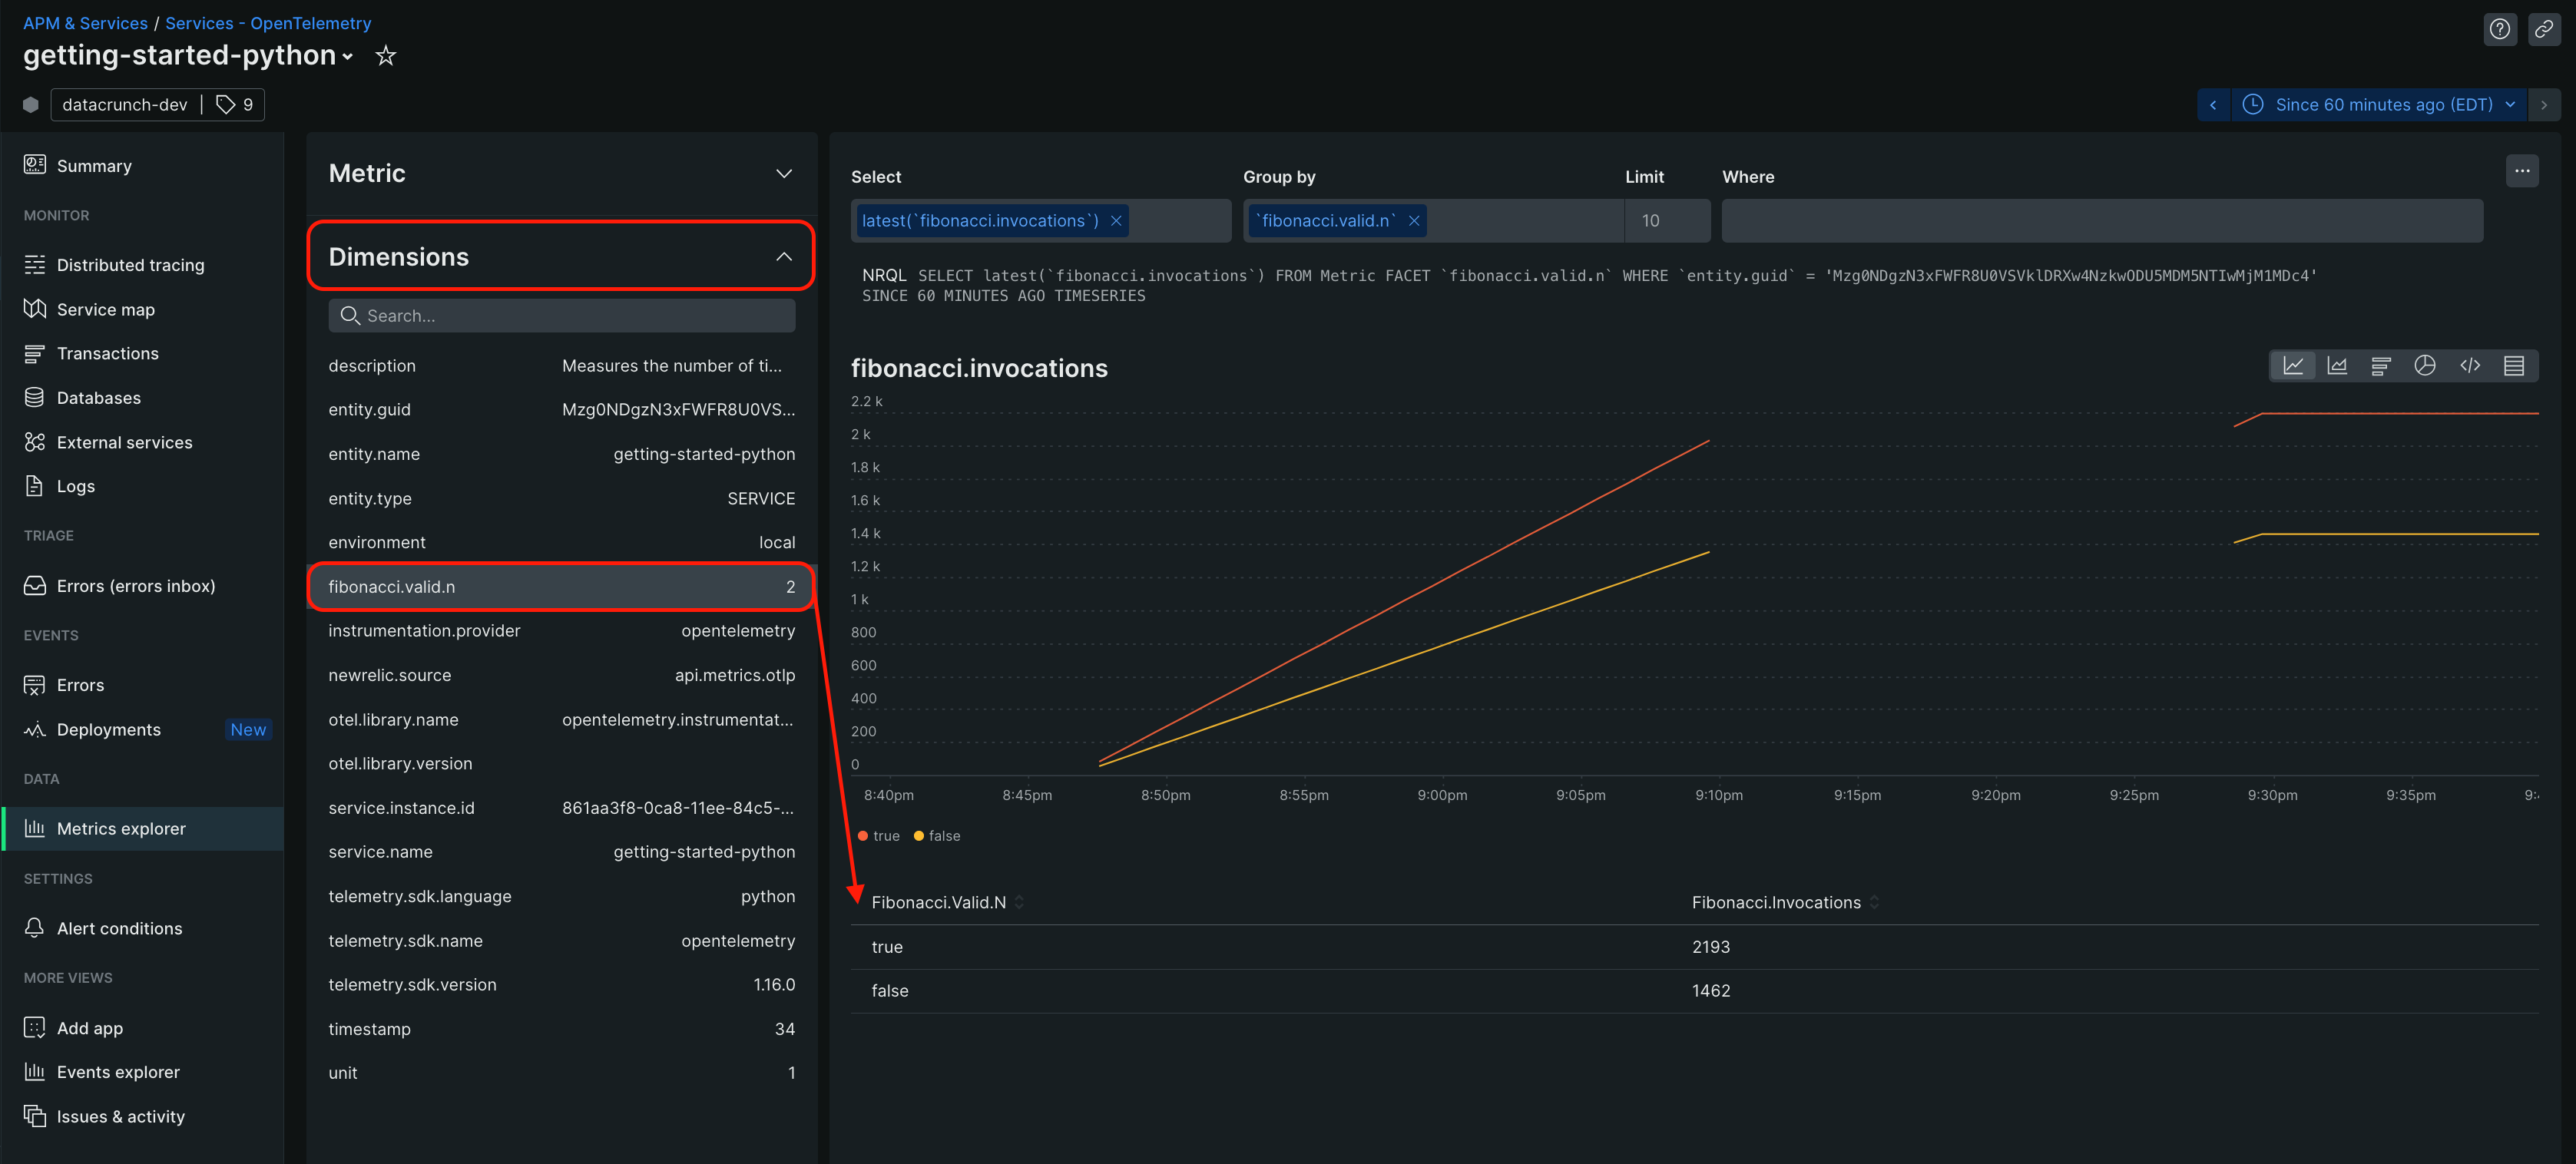 APM & Services / Services - OpenTelemetry
getting-started-python
datacrunch-dev | 9
Since 60 minutes ago (EDT)
Summary
MONITOR
Distributed tracing
Service map
Transactions
Databases
External services
Logs
TRIAGE
Errors (errors inbox)
EVENTS
Errors
Deployments New
DATA
Metrics explorer
SETTINGS
Alert conditions
MORE VIEWS
Add app
Events explorer
Issues & activity
Metric
Dimensions
Search...
description Measures the number of ti...
entity.guid Mzg0NDgzN3xFWFR8U0VS...
entity.name getting-started-python
entity.type SERVICE
environment local
fibonacci.valid.n 2
instrumentation.provider opentelemetry
newrelic.source api.metrics.otlp
otel.library.name opentelemetry.instrumentat...
otel.library.version
service.instance.id 861aa3f8-0ca8-11ee-84c5-...
service.name getting-started-python
telemetry.sdk.language python
telemetry.sdk.name opentelemetry
telemetry.sdk.version 1.16.0
timestamp 34
unit 1
Select Group by Limit Where
latest(`fibonacci.invocations`) `fibonacci.valid.n` 10
NRQL SELECT latest(`fibonacci.invocations`) FROM Metric FACET `fibonacci.valid.n` WHERE `entity.guid` = 'Mzg0NDgzN3xFWFR8U0VSVklDRXw4NzkwODU5MDM5NTIwMjM1MDc4'
SINCE 60 MINUTES AGO TIMESERIES
fibonacci.invocations
2.2 k
2 k
1.8 k
1.6 k
1.4 k
1.2 k
1 k
800
600
400
200
0
8:40pm 8:45pm 8:50pm 8:55pm 9:00pm 9:05pm 9:10pm 9:15pm 9:20pm 9:25pm 9:30pm 9:35pm 9:
true false
Fibonacci.Valid.N Fibonacci.Invocations
true 2193
false 1462